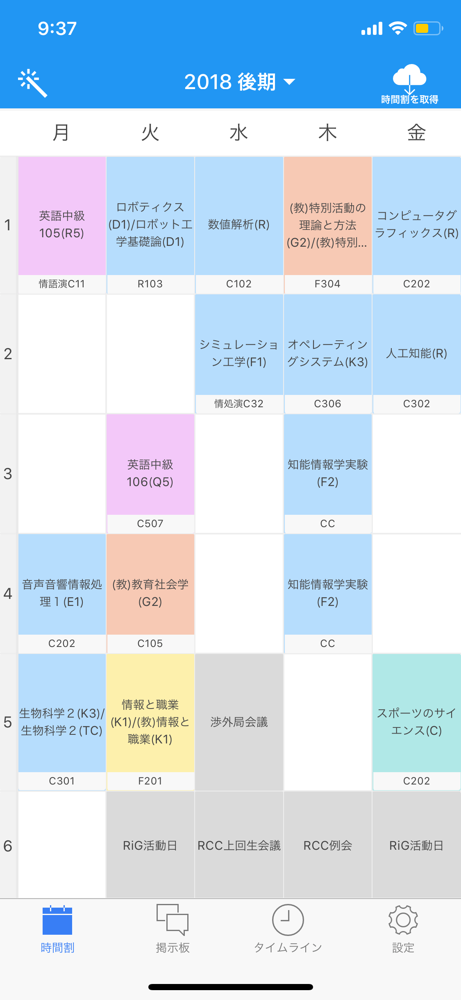 9:37
2018 後期
時間割を取得
月 火 水 木 金
1
英語中級
105(R5)
情語演C11
ロボティクス
(D1)/ロボット工
学基礎論(D1)
R103
数値解析(R)
C102
(教)特別活動の
理論と方法
(G2)/(教)特別...
F304
コンピュータグ
ラフィックス(R)
C202
2
シミュレーショ
ン工学(F1)
情処演C32
オペレーティン
グシステム(K3)
C306
人工知能(R)
C302
3
英語中級
106(Q5)
C507
知能情報学実験
(F2)
CC
4
音声音響情報処
理１(E1)
C202
(教)教育社会学
(G2)
C105
知能情報学実験
(F2)
CC
5
生物科学２(K3)/
生物科学２(TC)
C301
情報と職業
(K1)/(教)情報と
職業(K1)
F201
渉外局会議
スポーツのサイ
エンス(C)
C202
6
RiG活動日
RCC上回生会議
RCC例会
RiG活動日
時間割
掲示板
タイムライン
設定